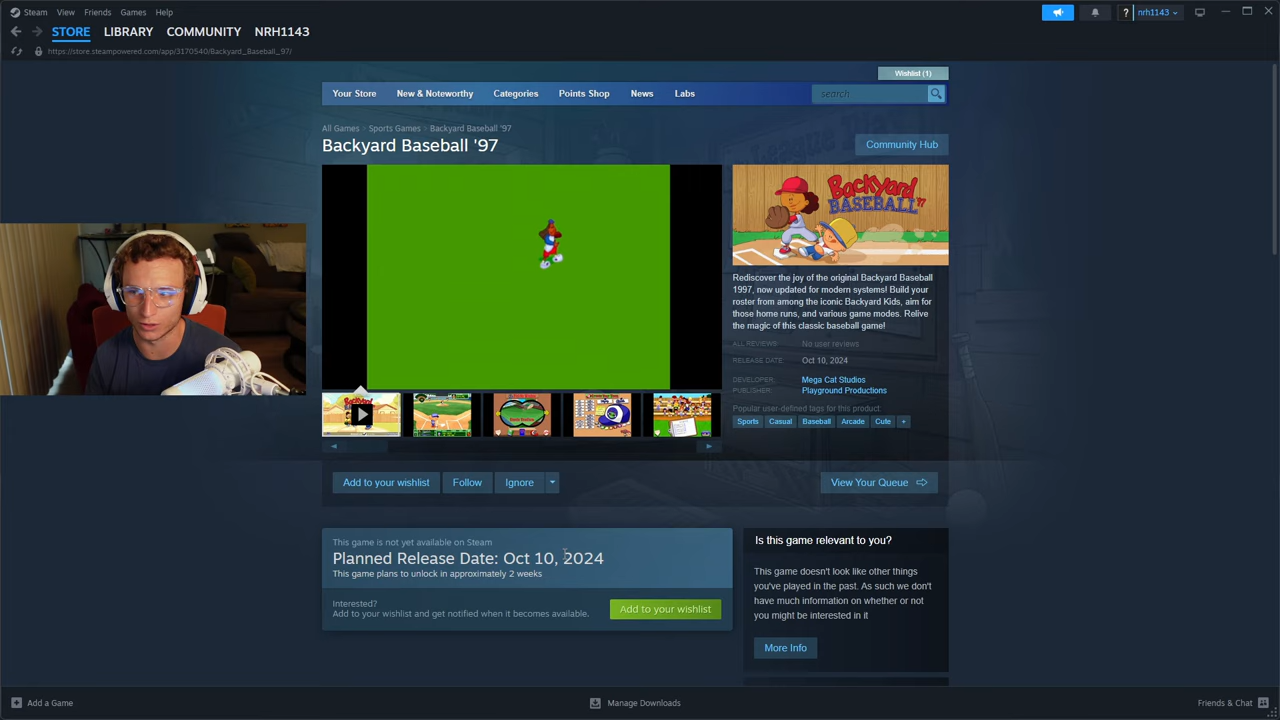 Steam View Friends Games Help
? nrh1143
STORE LIBRARY COMMUNITY NRH1143
https://store.steampowered.com/app/3170540/Backyard_Baseball_97/
Wishlist (1)
Your Store New & Noteworthy Categories Points Shop News Labs search
All Games > Sports Games > Backyard Baseball '97
Backyard Baseball '97
Community Hub
Backyard
BASEBALL '97
Rediscover the joy of the original Backyard Baseball
1997, now updated for modern systems! Build your
roster from among the iconic Backyard Kids, aim for
those home runs, and various game modes. Relive
the magic of this classic baseball game!
ALL REVIEWS: No user reviews
RELEASE DATE: Oct 10, 2024
DEVELOPER: Mega Cat Studios
PUBLISHER: Playground Productions
Popular user-defined tags for this product:
Sports Casual Baseball Arcade Cute +
Add to your wishlist Follow Ignore
View Your Queue
This game is not yet available on Steam
Planned Release Date: Oct 10, 2024
This game plans to unlock in approximately 2 weeks
Interested?
Add to your wishlist and get notified when it becomes available.
Add to your wishlist
Is this game relevant to you?
This game doesn't look like other things
you've played in the past. As such we don't
have much information on whether or not
you might be interested in it
More Info
Add a Game
Manage Downloads
Friends & Chat